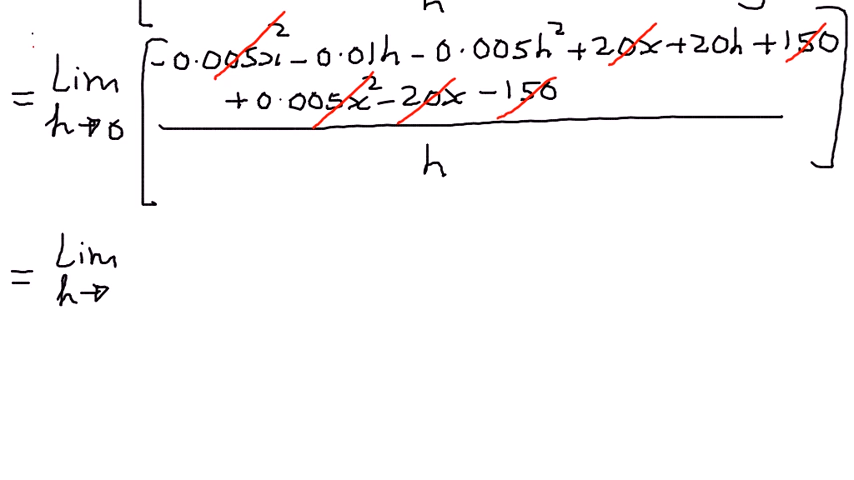 h
= Lim h→0 [ -0.005x² - 0.01h - 0.005h² + 20x + 20h + 150
+ 0.005x² - 20x - 150 ]
h
= Lim
h→